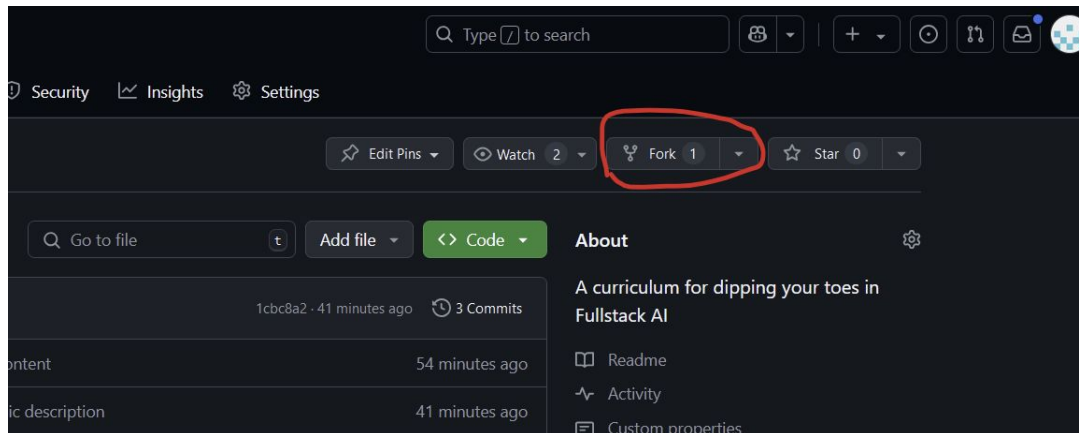 Type / to search
Security Insights Settings
Edit Pins Watch 2 Fork 1 Star 0
Go to file t Add file Code About
A curriculum for dipping your toes in
Fullstack AI
1cbc8a2 · 41 minutes ago 3 Commits
54 minutes ago
Readme
Activity
description 41 minutes ago
Custom properties